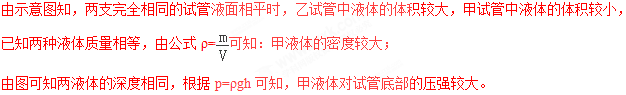 由示意图知，两支完全相同的试管液面相平时，乙试管中液体的体积较大，甲试管中液体的体积较小，
已知两种液体质量相等，由公式 ρ=m/V可知：甲液体的密度较大；
由图可知两液体的深度相同，根据 p=ρgh 可知，甲液体对试管底部的压强较大。